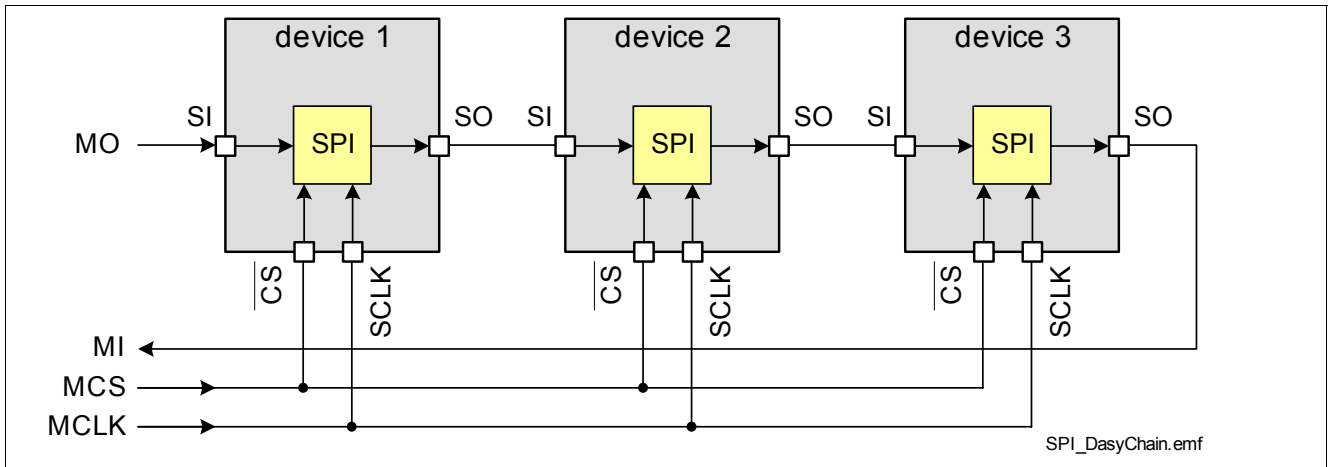 device 1
device 2
device 3
SI
SO
SI
SO
SI
SO
MO
SPI
SPI
SPI
CS
SCLK
CS
SCLK
CS
SCLK
MI
MCS
MCLK
SPI_DasyChain.emf